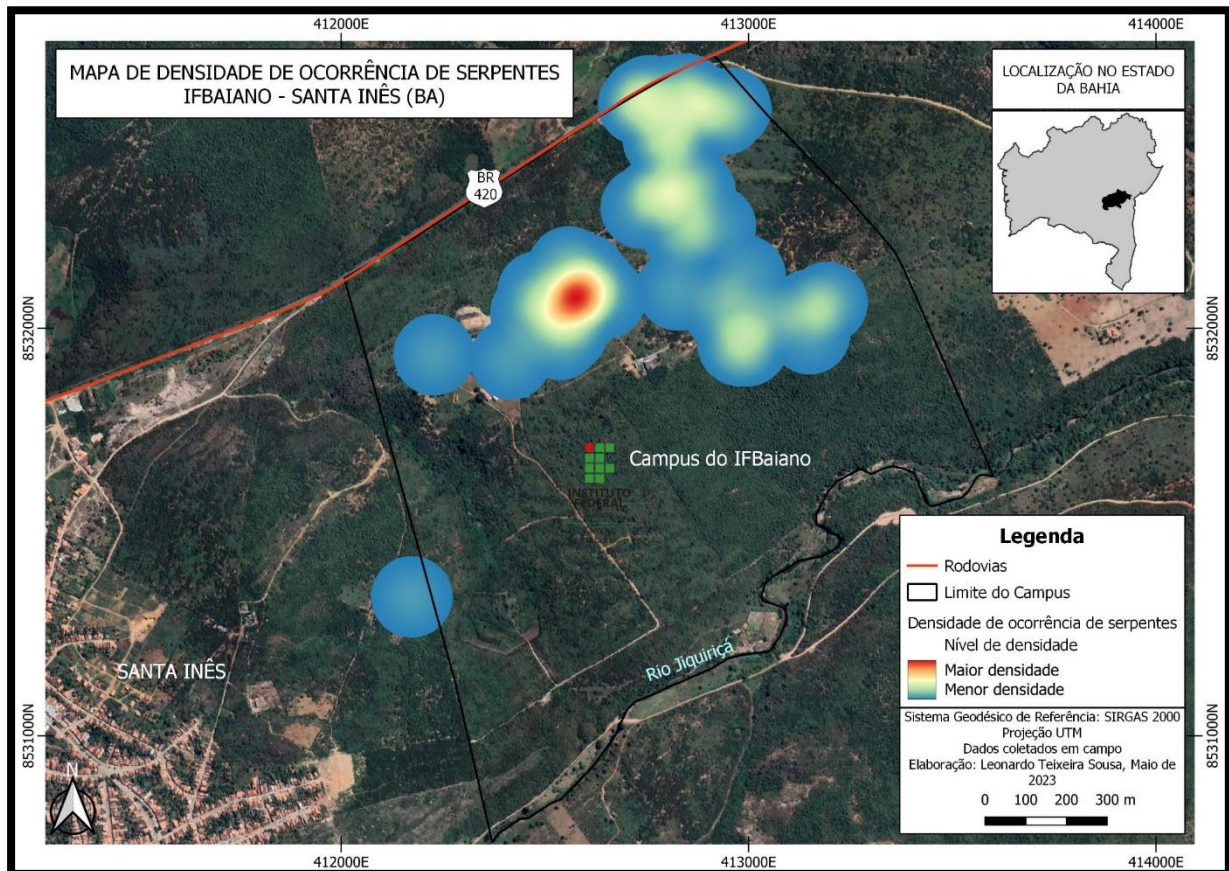 412000E
413000E
414000E
MAPA DE DENSIDADE DE OCORRÊNCIA DE SERPENTES
IFBAIANO - SANTA INÊS (BA)
LOCALIZAÇÃO NO ESTADO
DA BAHIA
BR
420
8532000N
8532000N
Campus do IFBaiano
INSTITUTO
FEDERAL
Rio Jiquiriçá
SANTA INÊS
Legenda
Rodovias
Limite do Campus
Densidade de ocorrência de serpentes
Nível de densidade
Maior densidade
Menor densidade
8531000N
8531000N
Sistema Geodésico de Referência: SIRGAS 2000
Projeção UTM
Dados coletados em campo
Elaboração: Leonardo Teixeira Sousa, Maio de
2023
0 100 200 300 m
N
412000E
413000E
414000E